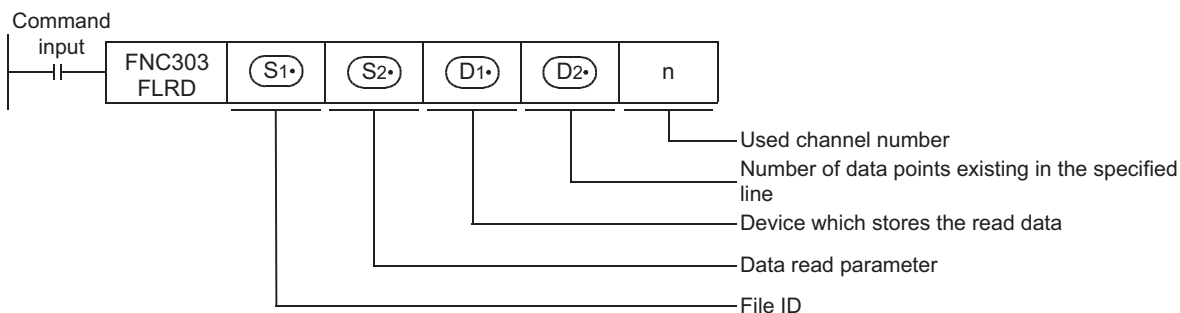 Command
input
FNC303
FLRD
S1•
S2•
D1•
D2•
n
Used channel number
Number of data points existing in the specified
line
Device which stores the read data
Data read parameter
File ID